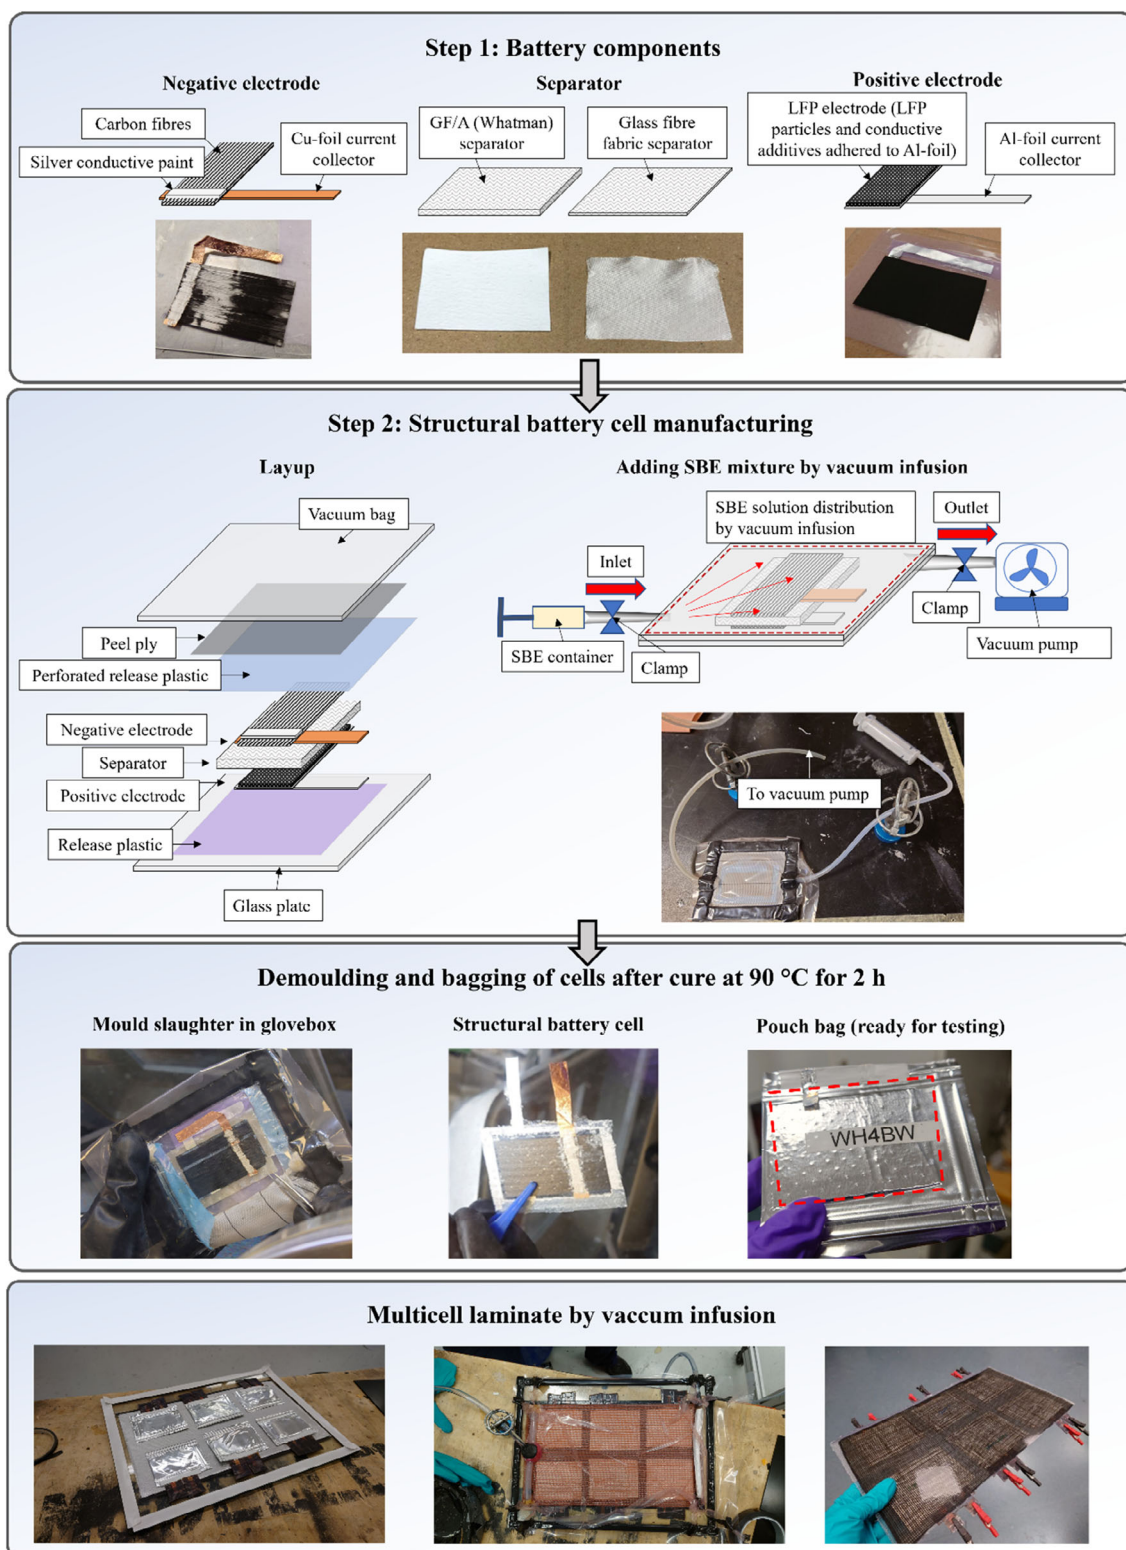 Step 1: Battery components
Negative electrode
Separator
Positive electrode
Carbon fibres
Silver conductive paint
Cu-foil current
collector
GF/A (Whatman)
separator
Glass fibre
fabric separator
LFP electrode (LFP
particles and conductive
additives adhered to Al-foil)
Al-foil current
collector
Step 2: Structural battery cell manufacturing
Layup
Vacuum bag
Peel ply
Perforated release plastic
Negative electrode
Separator
Positive electrode
Release plastic
Glass plate
Adding SBE mixture by vacuum infusion
SBE solution distribution
by vacuum infusion
Outlet
Inlet
Clamp
SBE container
Clamp
Vacuum pump
To vacuum pump
Demoulding and bagging of cells after cure at 90 °C for 2 h
Mould slaughter in glovebox
Structural battery cell
Pouch bag (ready for testing)
WH4BW
Multicell laminate by vaccum infusion